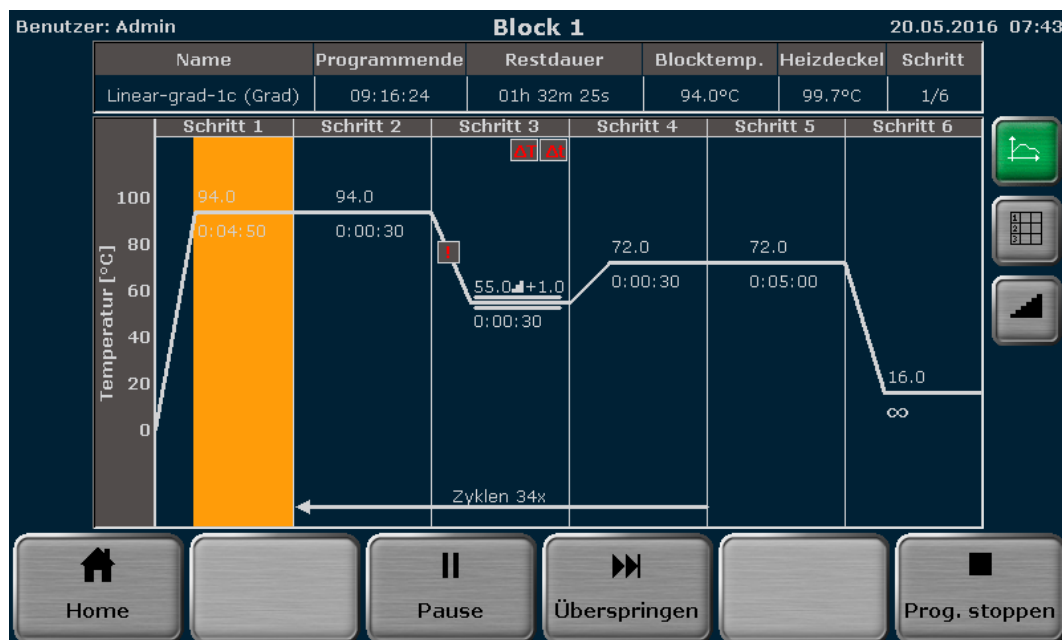 Benutzer: Admin Block 1 20.05.2016 07:43
Name Programmende Restdauer Blocktemp. Heizdeckel Schritt
Linear-grad-1c (Grad) 09:16:24 01h 32m 25s 94.0°C 99.7°C 1/6
Schritt 1 Schritt 2 Schritt 3 Schritt 4 Schritt 5 Schritt 6
ΔT Δt
Temperatur [°C]
100
80
60
40
20
0
94.0
0:04:50
94.0
0:00:30
!
55.0 +1.0
0:00:30
72.0
0:00:30
72.0
0:05:00
16.0
∞
Zyklen 34x
1
2
3
Home Pause Überspringen Prog. stoppen